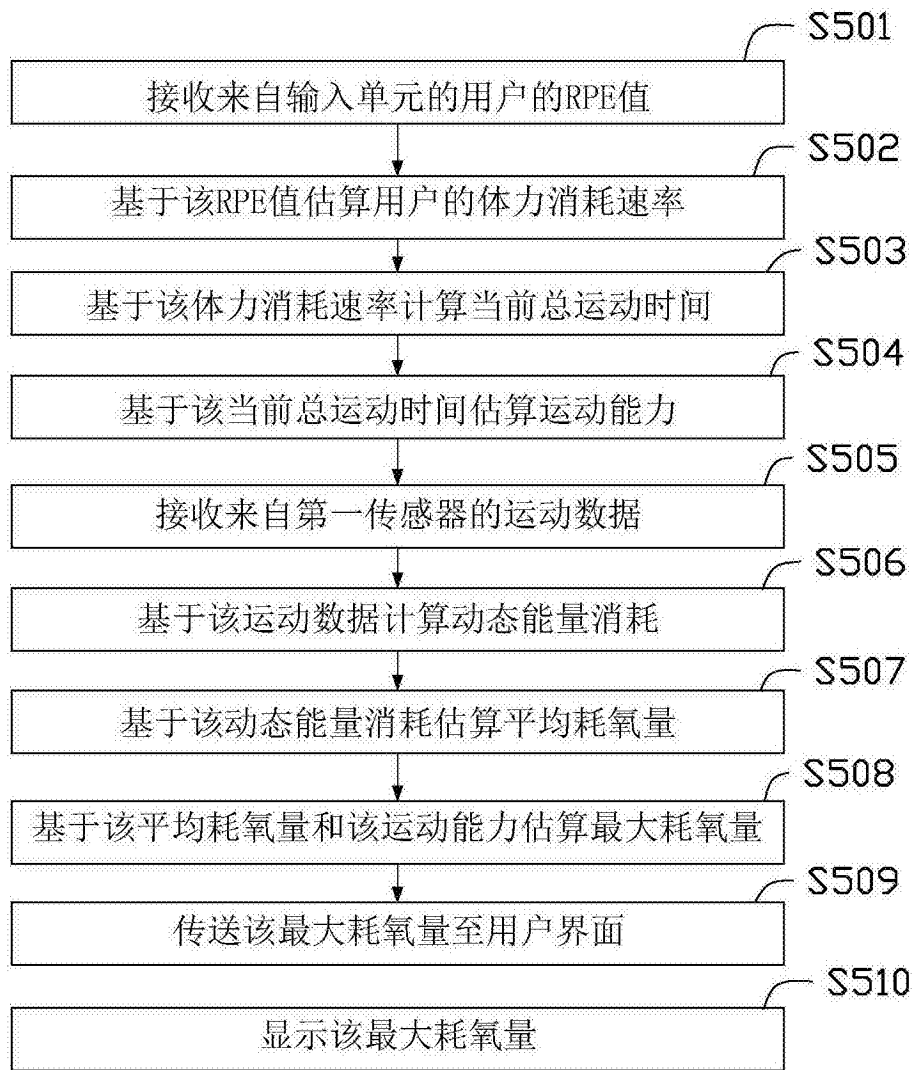 S501
接收来自输入单元的用户的RPE值
S502
基于该RPE值估算用户的体力消耗速率
S503
基于该体力消耗速率计算当前总运动时间
S504
基于该当前总运动时间估算运动能力
S505
接收来自第一传感器的运动数据
S506
基于该运动数据计算动态能量消耗
S507
基于该动态能量消耗估算平均耗氧量
S508
基于该平均耗氧量和该运动能力估算最大耗氧量
S509
传送该最大耗氧量至用户界面
S510
显示该最大耗氧量